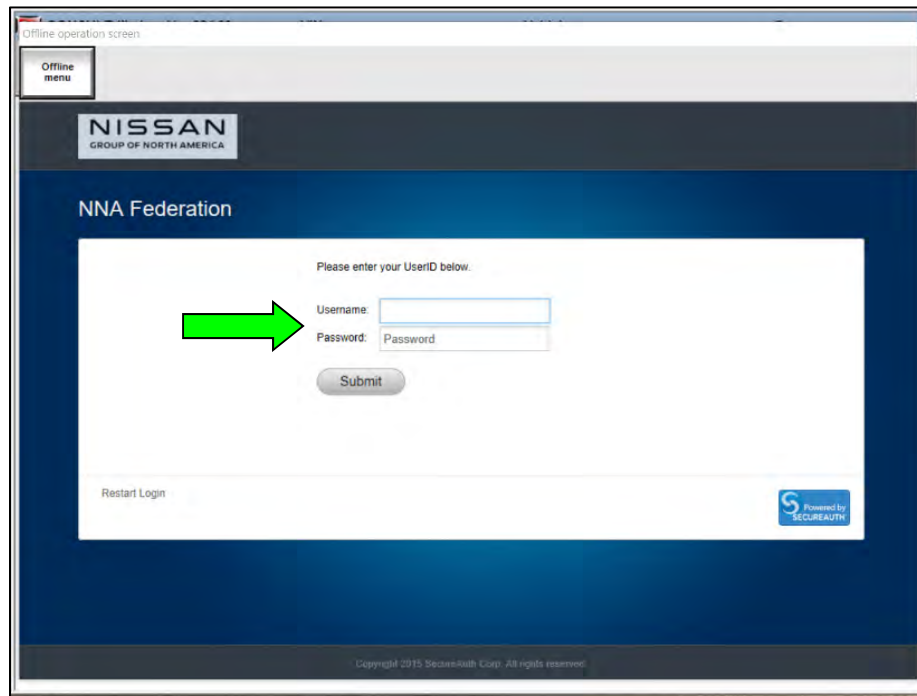 Offline operation screen
Offline
menu
NISSAN
GROUP OF NORTH AMERICA
NNA Federation
Please enter your UserID below.
Username:
Password: Password
Submit
Restart Login
Powered by
SECUREAUTH
Copyright 2015 SecureAuth Corp. All rights reserved.